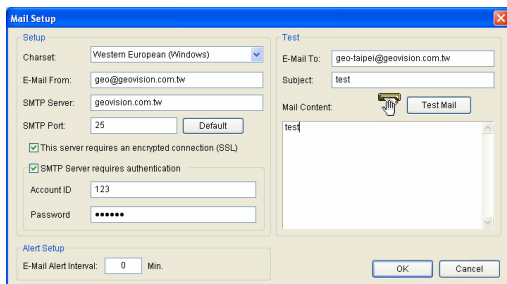 Mail Setup
Setup
Charset: Western European (Windows)
E-Mail From: geo@geovision.com.tw
SMTP Server: geovision.com.tw
SMTP Port: 25 Default
This server requires an encrypted connection (SSL)
SMTP Server requires authentication
Account ID 123
Password ●●●●●●
Alert Setup
E-Mail Alert Interval: 0 Min.
Test
E-Mail To: geo-taipei@geovision.com.tw
Subject: test
Mail Content: Test Mail
test
OK Cancel